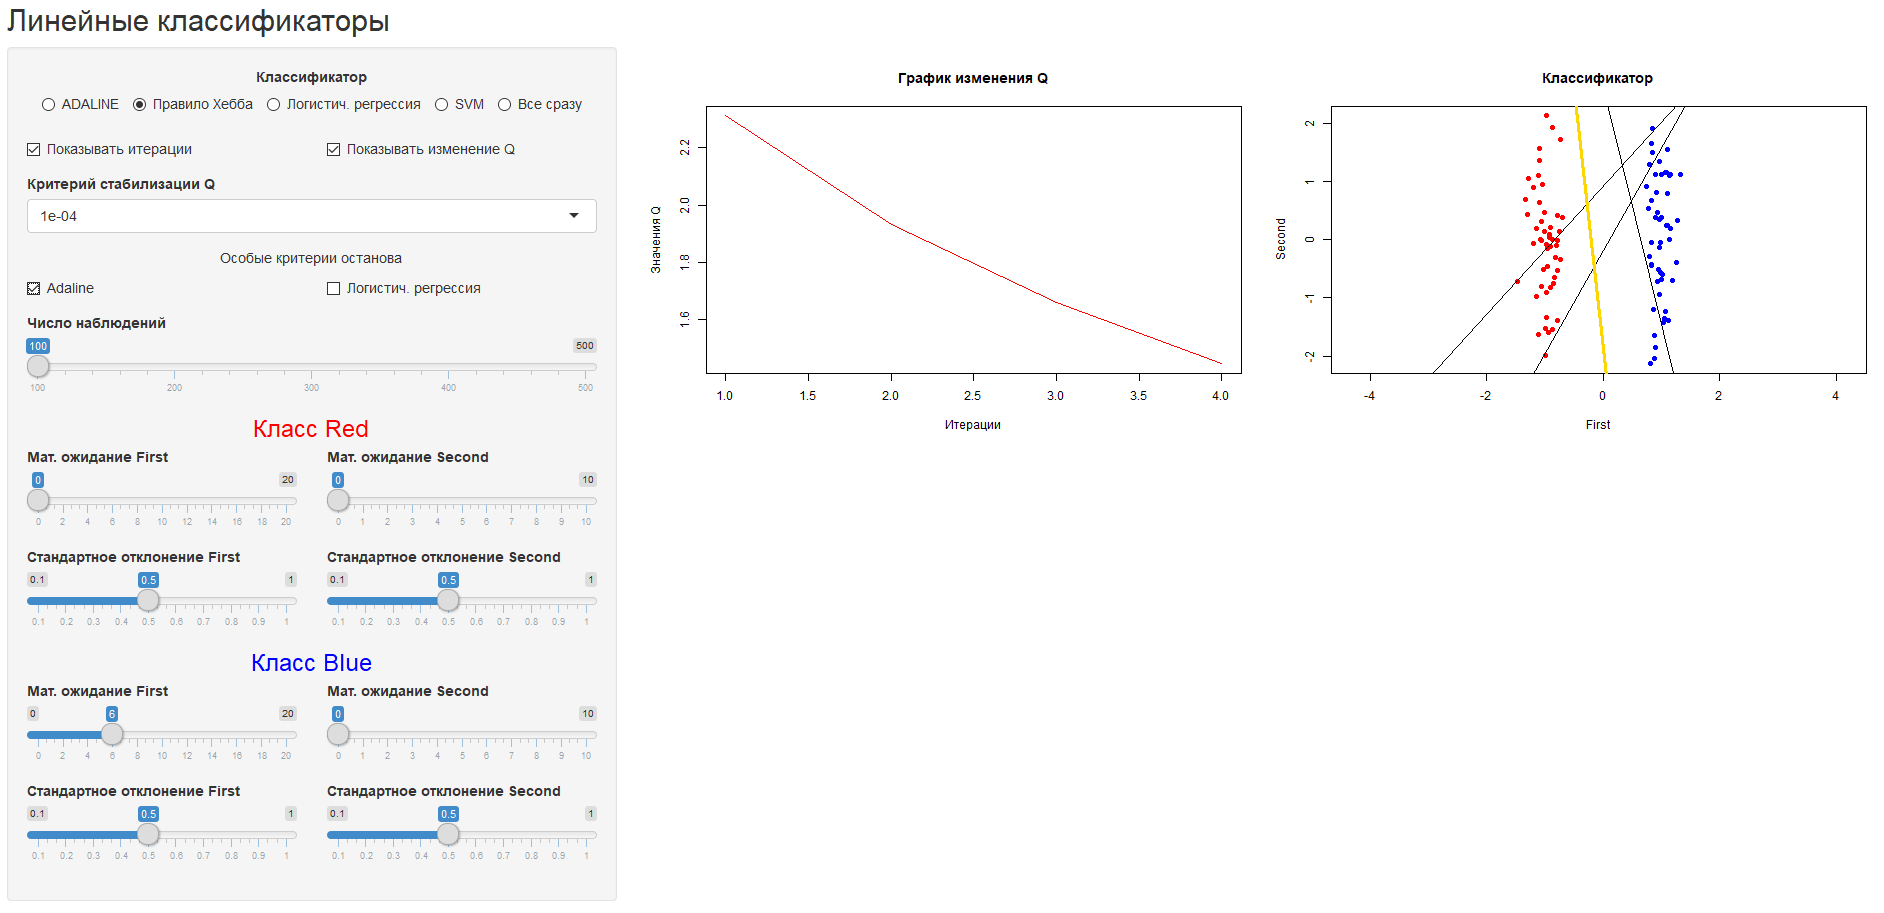 Линейные классификаторы
Классификатор
ADALINE Правило Хебба Логистич. регрессия SVM Все сразу
Показывать итерации Показывать изменение Q
Критерий стабилизации Q
1e-04
Особые критерии останова
Adaline Логистич. регрессия
Число наблюдений
100 500
100 200 300 400 500
Класс Red
Мат. ожидание First Мат. ожидание Second
0 20 0 10
0 2 4 6 8 10 12 14 16 18 20 0 1 2 3 4 5 6 7 8 9 10
Стандартное отклонение First Стандартное отклонение Second
0.1 0.5 1 0.1 0.5 1
0.1 0.2 0.3 0.4 0.5 0.6 0.7 0.8 0.9 1 0.1 0.2 0.3 0.4 0.5 0.6 0.7 0.8 0.9 1
Класс Blue
Мат. ожидание First Мат. ожидание Second
0 6 20 0 10
0 2 4 6 8 10 12 14 16 18 20 0 1 2 3 4 5 6 7 8 9 10
Стандартное отклонение First Стандартное отклонение Second
0.1 0.5 1 0.1 0.5 1
0.1 0.2 0.3 0.4 0.5 0.6 0.7 0.8 0.9 1 0.1 0.2 0.3 0.4 0.5 0.6 0.7 0.8 0.9 1
График изменения Q
Значения Q
2.2
2.0
1.8
1.6
1.0 1.5 2.0 2.5 3.0 3.5 4.0
Итерации
Классификатор
Second
2
1
0
-1
-2
-4 -2 0 2 4
First